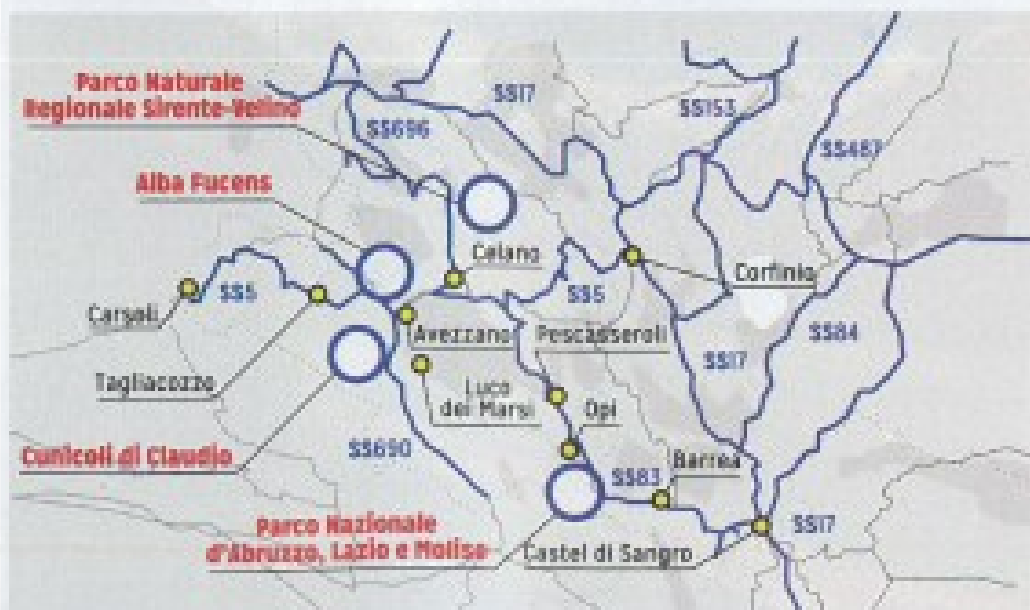 Parco Naturale
Regionale Sirente-Velino
SS17
SS153
SS696
SS487
Alba Fucens
Celano
Corfinio
Carsoli
SS5
SS5
Avezzano
Pescasseroli
SS84
Tagliacozzo
Luco
dei Marsi
SS17
Opi
Cunicoli di Claudio
SS690
SS83
Barrea
Parco Nazionale
d'Abruzzo, Lazio e Molise
Castel di Sangro
SS17